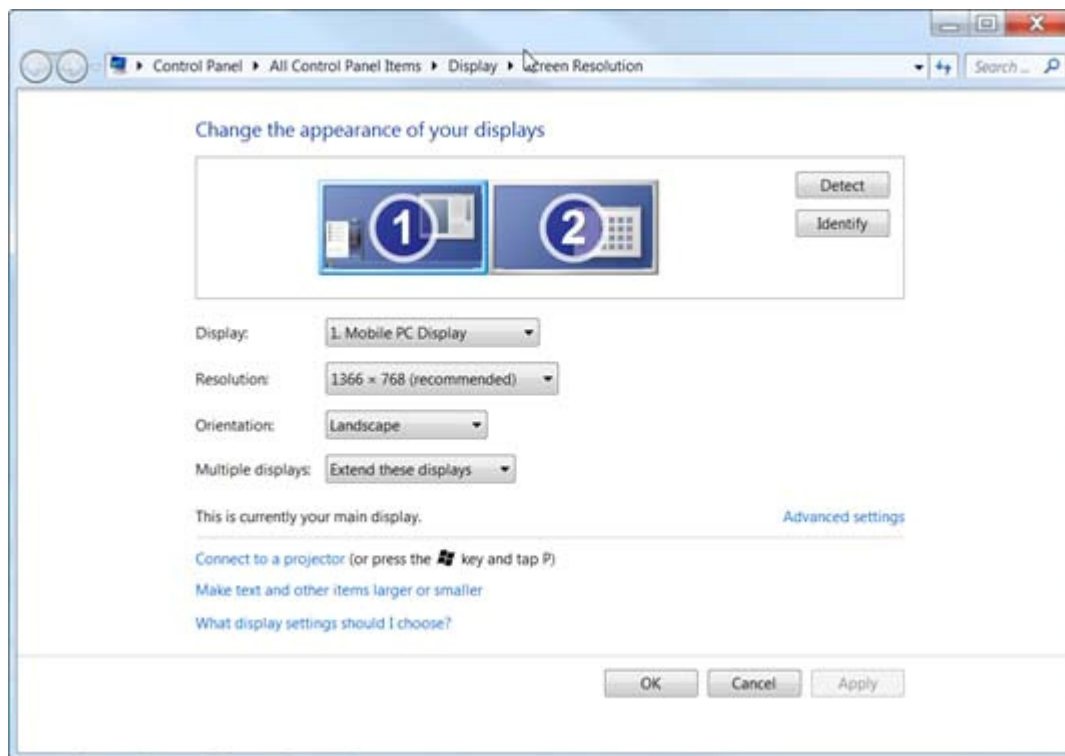 Control Panel ▸ All Control Panel Items ▸ Display ▸ Screen Resolution
Search ...
Change the appearance of your displays
1 2
Detect
Identify
Display: 1. Mobile PC Display
Resolution: 1366 × 768 (recommended)
Orientation: Landscape
Multiple displays: Extend these displays
This is currently your main display. Advanced settings
Connect to a projector (or press the key and tap P)
Make text and other items larger or smaller
What display settings should I choose?
OK Cancel Apply